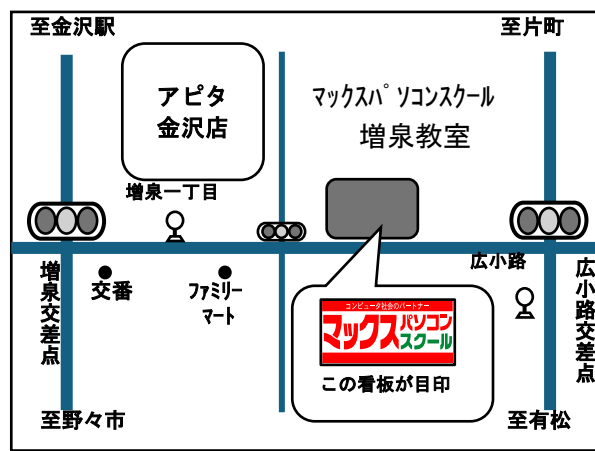 至金沢駅
至片町
アピタ
金沢店
マックスパソコンスクール
増泉教室
増泉一丁目
広小路
増泉交差点
交番
ファミリー
マート
広小路交差点
コンピュータ社会のパートナー
マックスパソコン
スクール
この看板が目印
至野々市
至有松